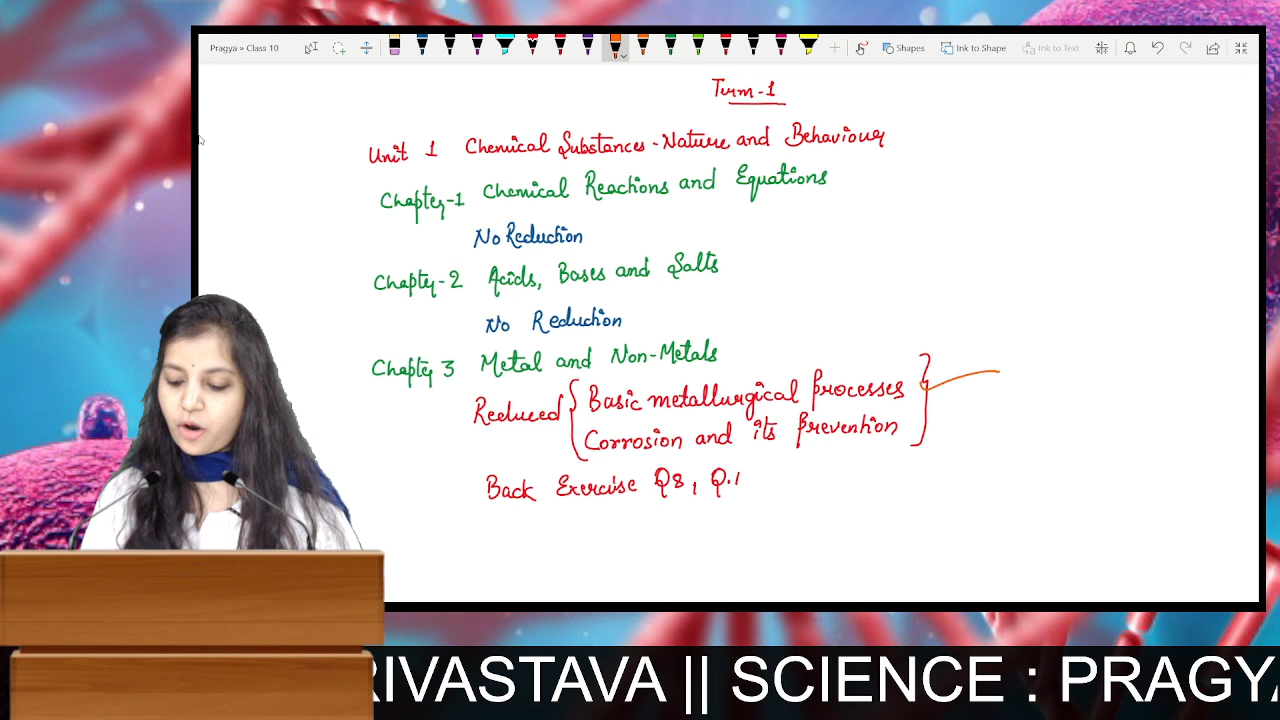 Pragya » Class 10
Shapes
Ink to Shape
Ink to Text
Term-1
Unit 1 Chemical Substances-Nature and Behaviour
Chapter-1 Chemical Reactions and Equations
No Reduction
Chapter-2 Acids, Bases and Salts
No Reduction
Chapter 3 Metal and Non-Metals
Reduced { Basic metallurgical processes }
Corrosion and its prevention
Back Exercise Q8, Q.1
RIVASTAVA || SCIENCE : PRAGYA